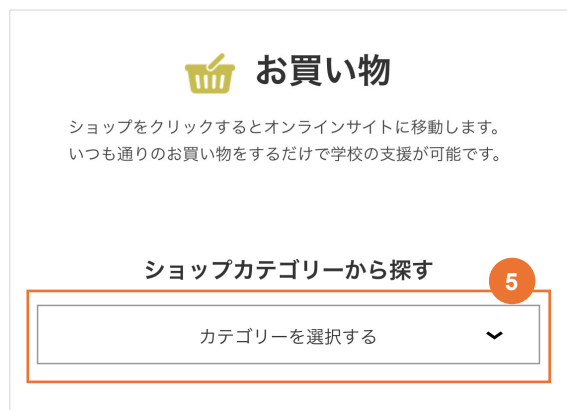 お買い物
ショップをクリックするとオンラインサイトに移動します。
いつも通りのお買い物をするだけで学校の支援が可能です。
ショップカテゴリーから探す
5
カテゴリーを選択する